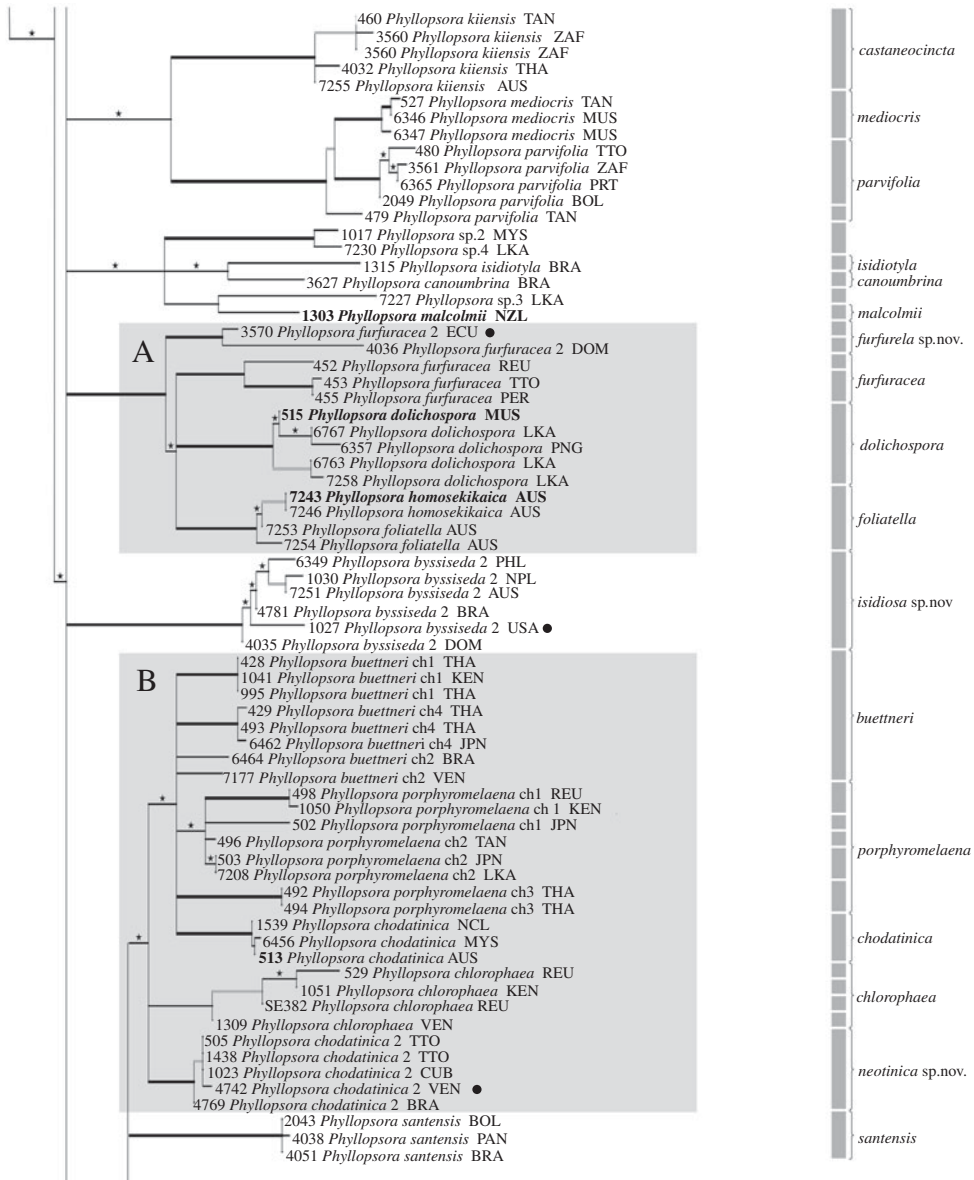 460 Phyllopsora kiiensis TAN
3560 Phyllopsora kiiensis ZAF
3560 Phyllopsora kiiensis ZAF
4032 Phyllopsora kiiensis THA
7255 Phyllopsora kiiensis AUS
castaneocincta
527 Phyllopsora mediocris TAN
6346 Phyllopsora mediocris MUS
6347 Phyllopsora mediocris MUS
mediocris
480 Phyllopsora parvifolia TTO
3561 Phyllopsora parvifolia ZAF
6365 Phyllopsora parvifolia PRT
2049 Phyllopsora parvifolia BOL
479 Phyllopsora parvifolia TAN
parvifolia
1017 Phyllopsora sp.2 MYS
7230 Phyllopsora sp.4 LKA
1315 Phyllopsora isidiotyla BRA
isidiotyla
3627 Phyllopsora canoumbrina BRA
canoumbrina
7227 Phyllopsora sp.3 LKA
1303 Phyllopsora malcolmii NZL
malcolmii
A
3570 Phyllopsora furfuracea 2 ECU ●
4036 Phyllopsora furfuracea 2 DOM
furfurela sp.nov.
452 Phyllopsora furfuracea REU
453 Phyllopsora furfuracea TTO
455 Phyllopsora furfuracea PER
furfuracea
515 Phyllopsora dolichospora MUS
6767 Phyllopsora dolichospora LKA
6357 Phyllopsora dolichospora PNG
6763 Phyllopsora dolichospora LKA
7258 Phyllopsora dolichospora LKA
dolichospora
7243 Phyllopsora homosekikaica AUS
7246 Phyllopsora homosekikaica AUS
7253 Phyllopsora foliatella AUS
7254 Phyllopsora foliatella AUS
foliatella
6349 Phyllopsora byssiseda 2 PHL
1030 Phyllopsora byssiseda 2 NPL
7251 Phyllopsora byssiseda 2 AUS
4781 Phyllopsora byssiseda 2 BRA
1027 Phyllopsora byssiseda 2 USA ●
4035 Phyllopsora byssiseda 2 DOM
isidiosa sp.nov
B
428 Phyllopsora buettneri ch1 THA
1041 Phyllopsora buettneri ch1 KEN
995 Phyllopsora buettneri ch1 THA
429 Phyllopsora buettneri ch4 THA
493 Phyllopsora buettneri ch4 THA
6462 Phyllopsora buettneri ch4 JPN
6464 Phyllopsora buettneri ch2 BRA
7177 Phyllopsora buettneri ch2 VEN
buettneri
498 Phyllopsora porphyromelaena ch1 REU
1050 Phyllopsora porphyromelaena ch 1 KEN
502 Phyllopsora porphyromelaena ch1 JPN
496 Phyllopsora porphyromelaena ch2 TAN
503 Phyllopsora porphyromelaena ch2 JPN
7208 Phyllopsora porphyromelaena ch2 LKA
492 Phyllopsora porphyromelaena ch3 THA
494 Phyllopsora porphyromelaena ch3 THA
porphyromelaena
1539 Phyllopsora chodatinica NCL
6456 Phyllopsora chodatinica MYS
513 Phyllopsora chodatinica AUS
chodatinica
529 Phyllopsora chlorophaea REU
1051 Phyllopsora chlorophaea KEN
SE382 Phyllopsora chlorophaea REU
1309 Phyllopsora chlorophaea VEN
chlorophaea
505 Phyllopsora chodatinica 2 TTO
1438 Phyllopsora chodatinica 2 TTO
1023 Phyllopsora chodatinica 2 CUB
4742 Phyllopsora chodatinica 2 VEN ●
4769 Phyllopsora chodatinica 2 BRA
neotinica sp.nov.
2043 Phyllopsora santensis BOL
4038 Phyllopsora santensis PAN
4051 Phyllopsora santensis BRA
santensis